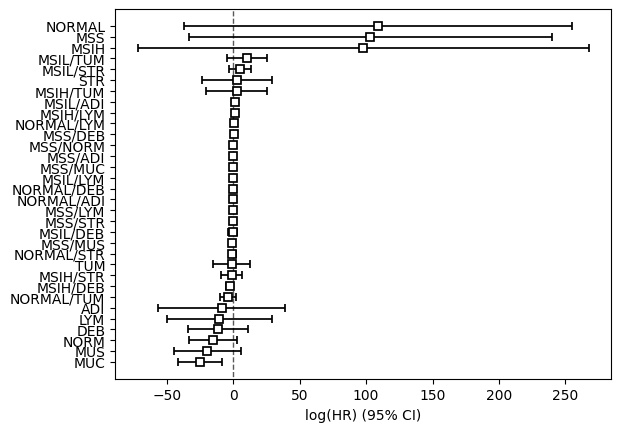 NORMAL
MSS
MSIH
MSIL/TUM
MSIL/STR
STR
MSIH/TUM
MSIL/ADI
MSIH/LYM
NORMAL/LYM
MSS/DEB
MSS/NORM
MSS/ADI
MSS/MUC
MSIL/LYM
NORMAL/DEB
NORMAL/ADI
MSS/LYM
MSS/STR
MSIL/DEB
MSS/MUS
NORMAL/STR
TUM
MSIH/STR
MSIH/DEB
NORMAL/TUM
ADI
LYM
DEB
NORM
MUS
MUC
−50 0 50 100 150 200 250
log(HR) (95% CI)